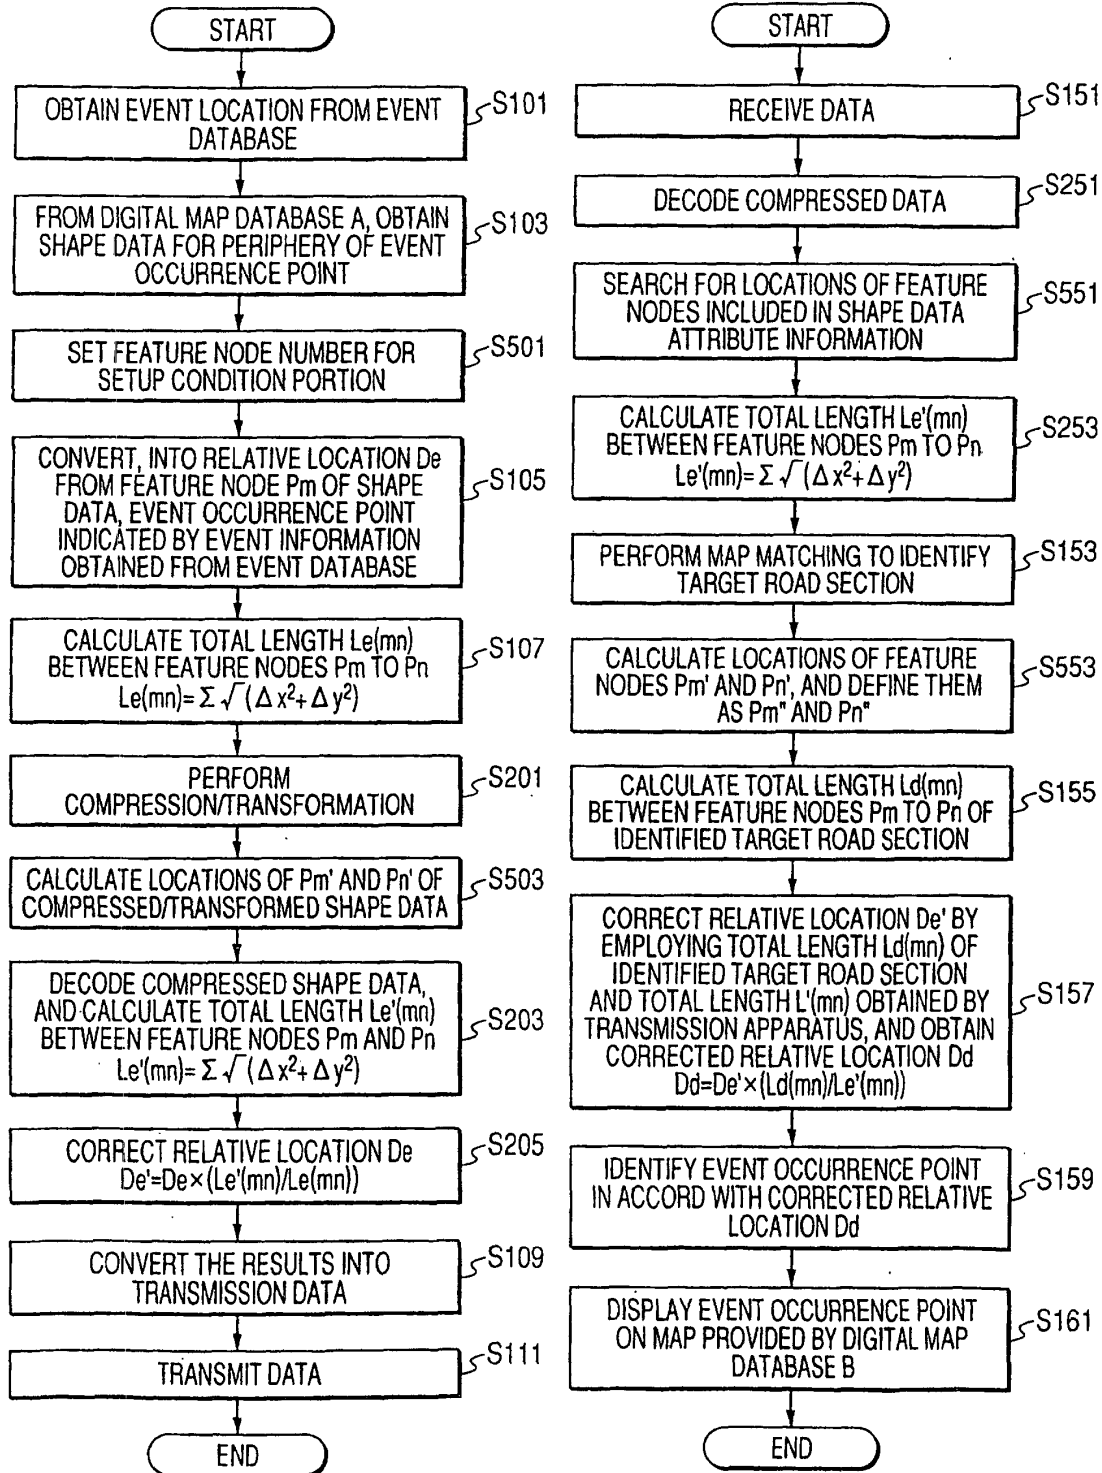 START
OBTAIN EVENT LOCATION FROM EVENT
DATABASE
S101
FROM DIGITAL MAP DATABASE A, OBTAIN
SHAPE DATA FOR PERIPHERY OF EVENT
OCCURRENCE POINT
S103
SET FEATURE NODE NUMBER FOR
SETUP CONDITION PORTION
S501
CONVERT, INTO RELATIVE LOCATION De
FROM FEATURE NODE Pm OF SHAPE
DATA, EVENT OCCURRENCE POINT
INDICATED BY EVENT INFORMATION
OBTAINED FROM EVENT DATABASE
S105
CALCULATE TOTAL LENGTH Le(mn)
BETWEEN FEATURE NODES Pm TO Pn
Le(mn)=Σ√(Δx²+Δy²)
S107
PERFORM
COMPRESSION/TRANSFORMATION
S201
CALCULATE LOCATIONS OF Pm' AND Pn' OF
COMPRESSED/TRANSFORMED SHAPE DATA
S503
DECODE COMPRESSED SHAPE DATA,
AND CALCULATE TOTAL LENGTH Le'(mn)
BETWEEN FEATURE NODES Pm AND Pn
Le'(mn)=Σ√(Δx²+Δy²)
S203
CORRECT RELATIVE LOCATION De
De'=De×(Le'(mn)/Le(mn))
S205
CONVERT THE RESULTS INTO
TRANSMISSION DATA
S109
TRANSMIT DATA
S111
END
START
RECEIVE DATA
S151
DECODE COMPRESSED DATA
S251
SEARCH FOR LOCATIONS OF FEATURE
NODES INCLUDED IN SHAPE DATA
ATTRIBUTE INFORMATION
S551
CALCULATE TOTAL LENGTH Le'(mn)
BETWEEN FEATURE NODES Pm TO Pn
Le'(mn)=Σ√(Δx²+Δy²)
S253
PERFORM MAP MATCHING TO IDENTIFY
TARGET ROAD SECTION
S153
CALCULATE LOCATIONS OF FEATURE
NODES Pm' AND Pn', AND DEFINE THEM
AS Pm" AND Pn"
S553
CALCULATE TOTAL LENGTH Ld(mn)
BETWEEN FEATURE NODES Pm TO Pn OF
IDENTIFIED TARGET ROAD SECTION
S155
CORRECT RELATIVE LOCATION De' BY
EMPLOYING TOTAL LENGTH Ld(mn) OF
IDENTIFIED TARGET ROAD SECTION
AND TOTAL LENGTH L'(mn) OBTAINED BY
TRANSMISSION APPARATUS, AND OBTAIN
CORRECTED RELATIVE LOCATION Dd
Dd=De'×(Ld(mn)/Le'(mn))
S157
IDENTIFY EVENT OCCURRENCE POINT
IN ACCORD WITH CORRECTED RELATIVE
LOCATION Dd
S159
DISPLAY EVENT OCCURRENCE POINT
ON MAP PROVIDED BY DIGITAL MAP
DATABASE B
S161
END